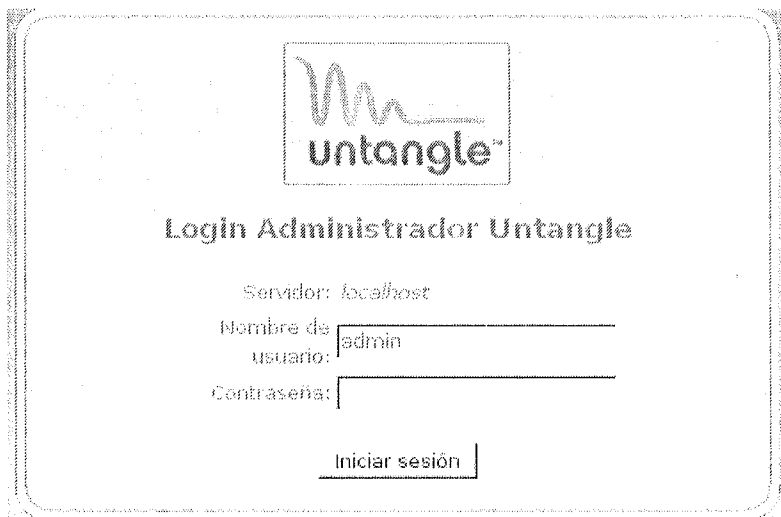 untangle™
Login Administrador Untangle
Servidor: localhost
Nombre de
usuario:
admin
Contraseña:
Iniciar sesión